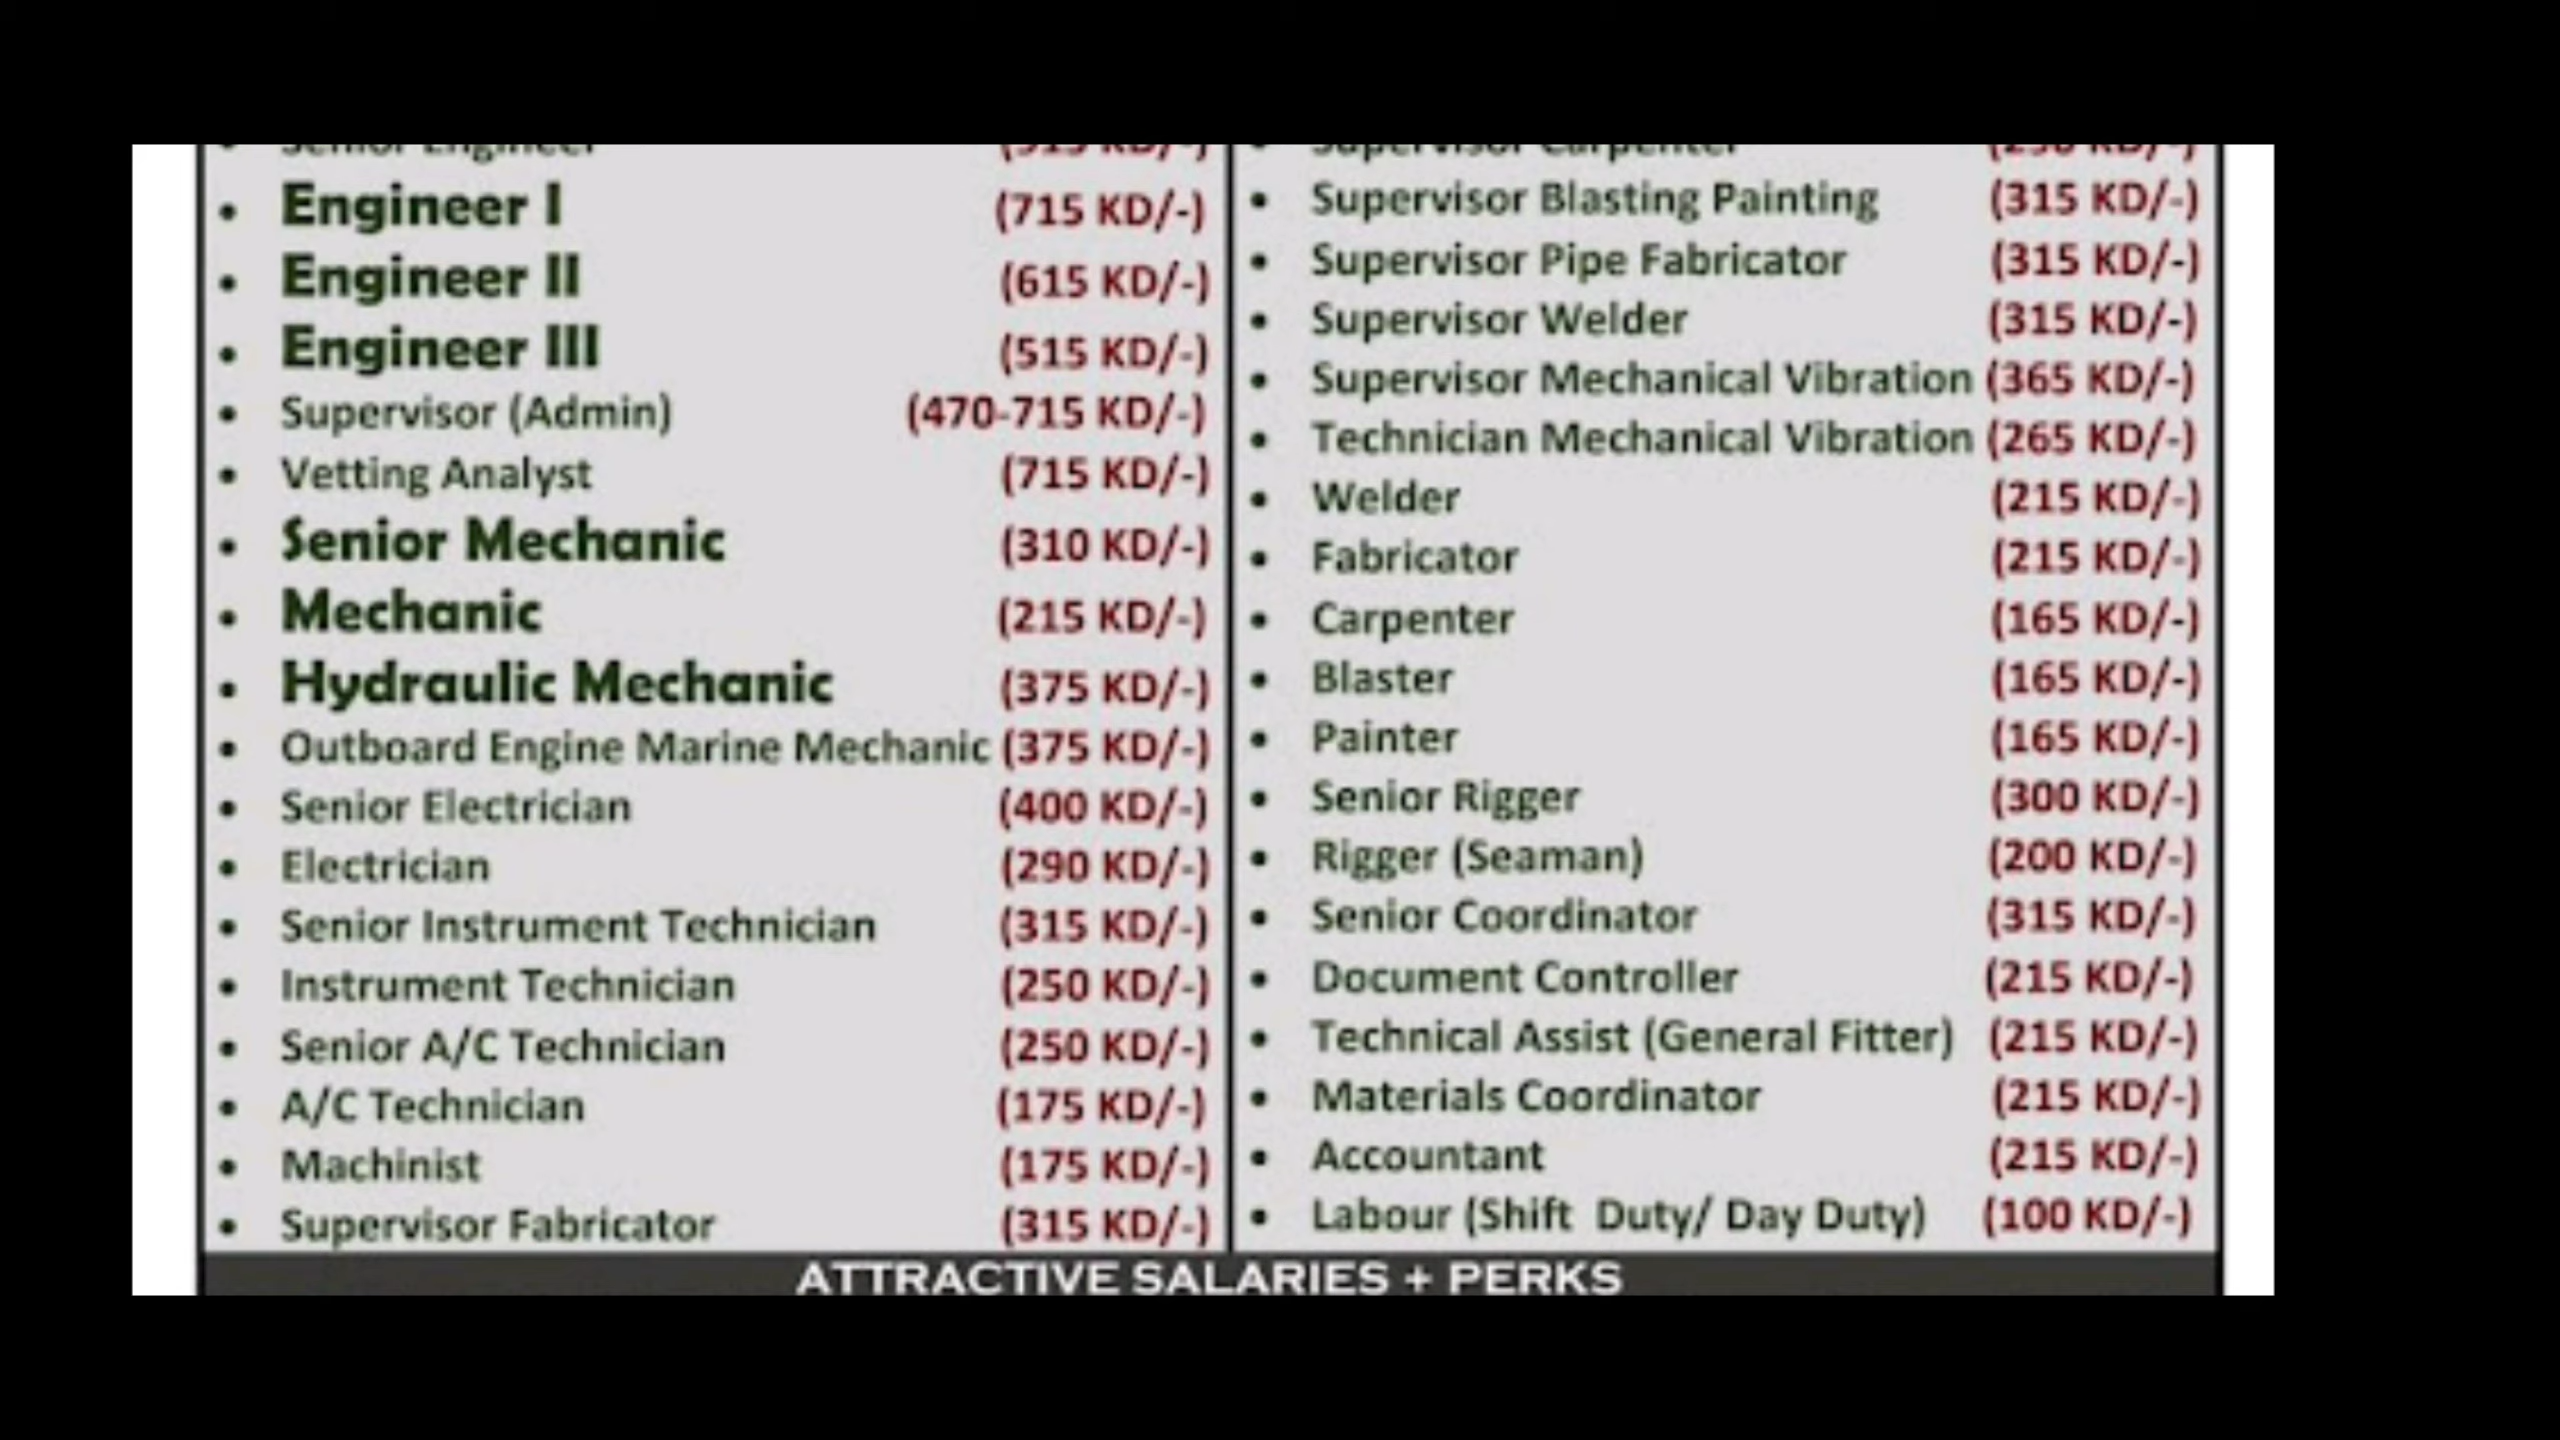 Senior Engineer
• Engineer I (715 KD/-)
• Engineer II (615 KD/-)
• Engineer III (515 KD/-)
• Supervisor (Admin) (470-715 KD/-)
• Vetting Analyst (715 KD/-)
• Senior Mechanic (310 KD/-)
• Mechanic (215 KD/-)
• Hydraulic Mechanic (375 KD/-)
• Outboard Engine Marine Mechanic (375 KD/-)
• Senior Electrician (400 KD/-)
• Electrician (290 KD/-)
• Senior Instrument Technician (315 KD/-)
• Instrument Technician (250 KD/-)
• Senior A/C Technician (250 KD/-)
• A/C Technician (175 KD/-)
• Machinist (175 KD/-)
• Supervisor Fabricator (315 KD/-)
• Supervisor Carpenter
• Supervisor Blasting Painting (315 KD/-)
• Supervisor Pipe Fabricator (315 KD/-)
• Supervisor Welder (315 KD/-)
• Supervisor Mechanical Vibration (365 KD/-)
• Technician Mechanical Vibration (265 KD/-)
• Welder (215 KD/-)
• Fabricator (215 KD/-)
• Carpenter (165 KD/-)
• Blaster (165 KD/-)
• Painter (165 KD/-)
• Senior Rigger (300 KD/-)
• Rigger (Seaman) (200 KD/-)
• Senior Coordinator (315 KD/-)
• Document Controller (215 KD/-)
• Technical Assist (General Fitter) (215 KD/-)
• Materials Coordinator (215 KD/-)
• Accountant (215 KD/-)
• Labour (Shift Duty/ Day Duty) (100 KD/-)
ATTRACTIVE SALARIES + PERKS